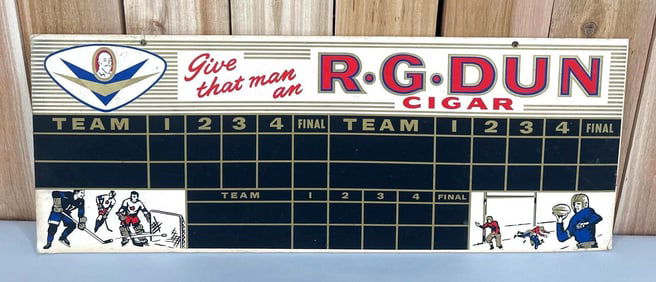 Give
that man
an
R·G·DUN
CIGAR
TEAM 1 2 3 4 FINAL TEAM 1 2 3 4 FINAL
TEAM 1 2 3 4 FINAL